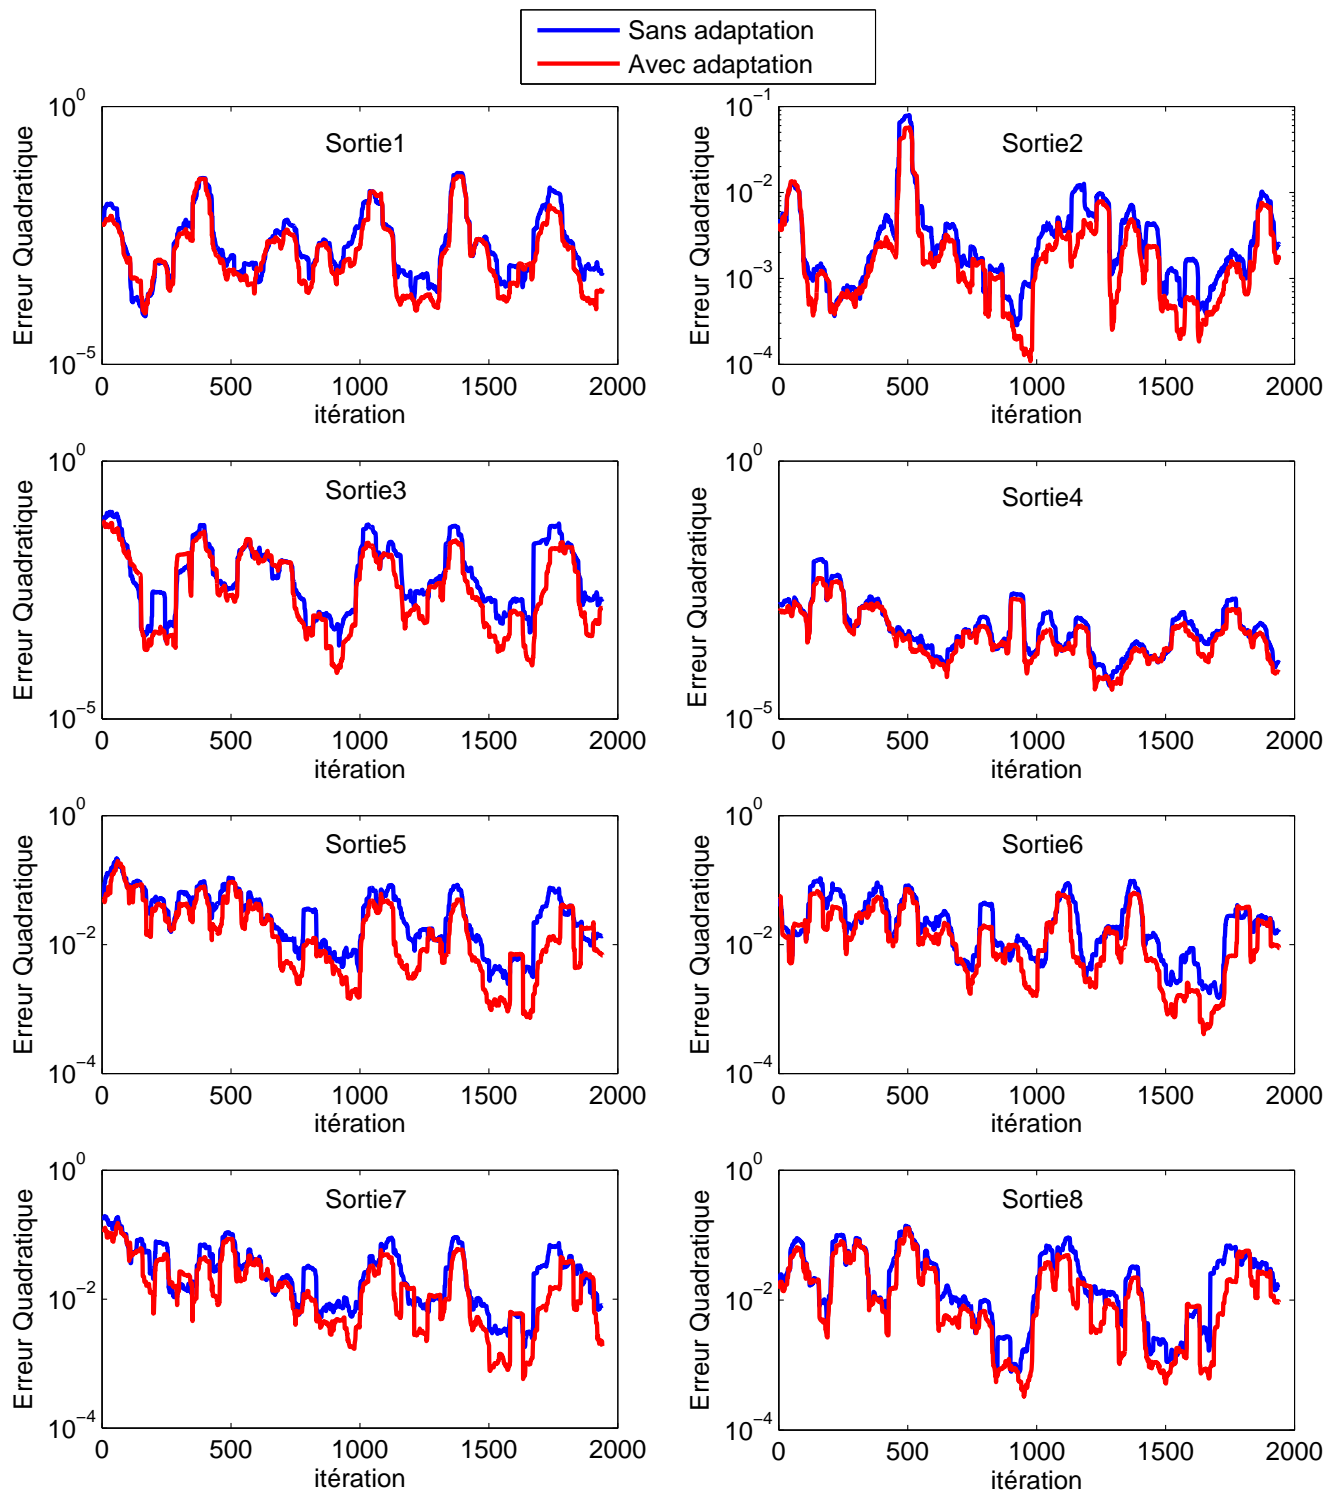 Sans adaptation
Avec adaptation
Sortie1
Erreur Quadratique
10^0
10^−5
0 500 1000 1500 2000
itération
Sortie2
Erreur Quadratique
10^−1
10^−2
10^−3
10^−4
0 500 1000 1500 2000
itération
Sortie3
Erreur Quadratique
10^0
10^−5
0 500 1000 1500 2000
itération
Sortie4
Erreur Quadratique
10^0
10^−5
0 500 1000 1500 2000
itération
Sortie5
Erreur Quadratique
10^0
10^−2
10^−4
0 500 1000 1500 2000
itération
Sortie6
Erreur Quadratique
10^0
10^−2
10^−4
0 500 1000 1500 2000
itération
Sortie7
Erreur Quadratique
10^0
10^−2
10^−4
0 500 1000 1500 2000
itération
Sortie8
Erreur Quadratique
10^0
10^−2
10^−4
0 500 1000 1500 2000
itération